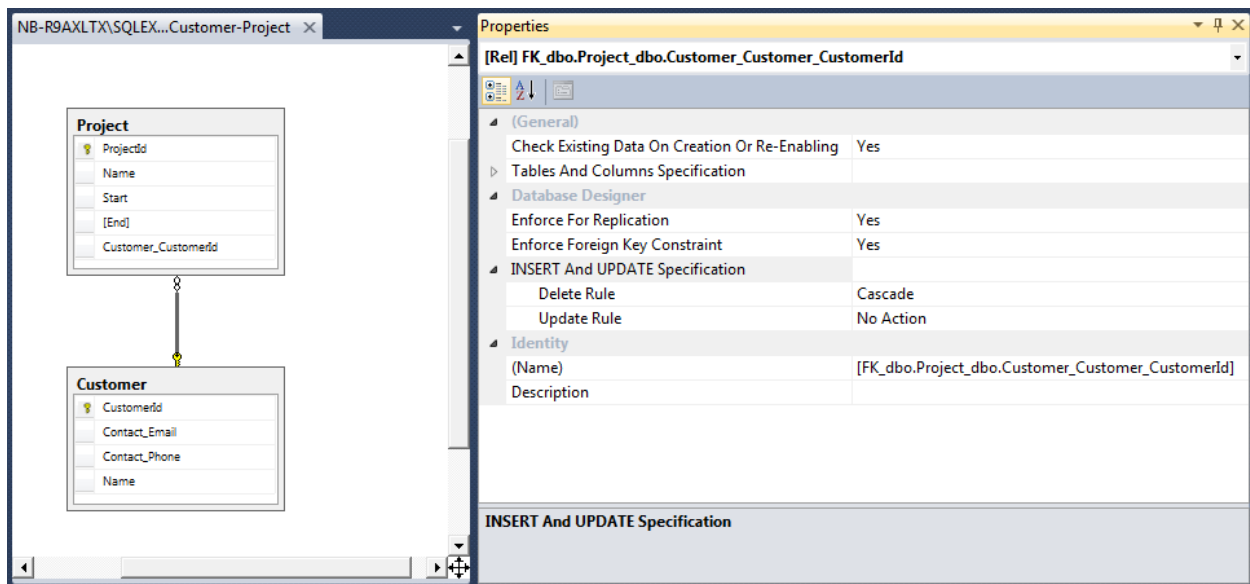 NB-R9AXLTX\SQLEX...Customer-Project
Project
ProjectId
Name
Start
[End]
Customer_CustomerId
Customer
CustomerId
Contact_Email
Contact_Phone
Name
Properties
[Rel] FK_dbo.Project_dbo.Customer_Customer_CustomerId
A
Z
(General)
Check Existing Data On Creation Or Re-Enabling Yes
Tables And Columns Specification
Database Designer
Enforce For Replication Yes
Enforce Foreign Key Constraint Yes
INSERT And UPDATE Specification
Delete Rule Cascade
Update Rule No Action
Identity
(Name) [FK_dbo.Project_dbo.Customer_Customer_CustomerId]
Description
INSERT And UPDATE Specification